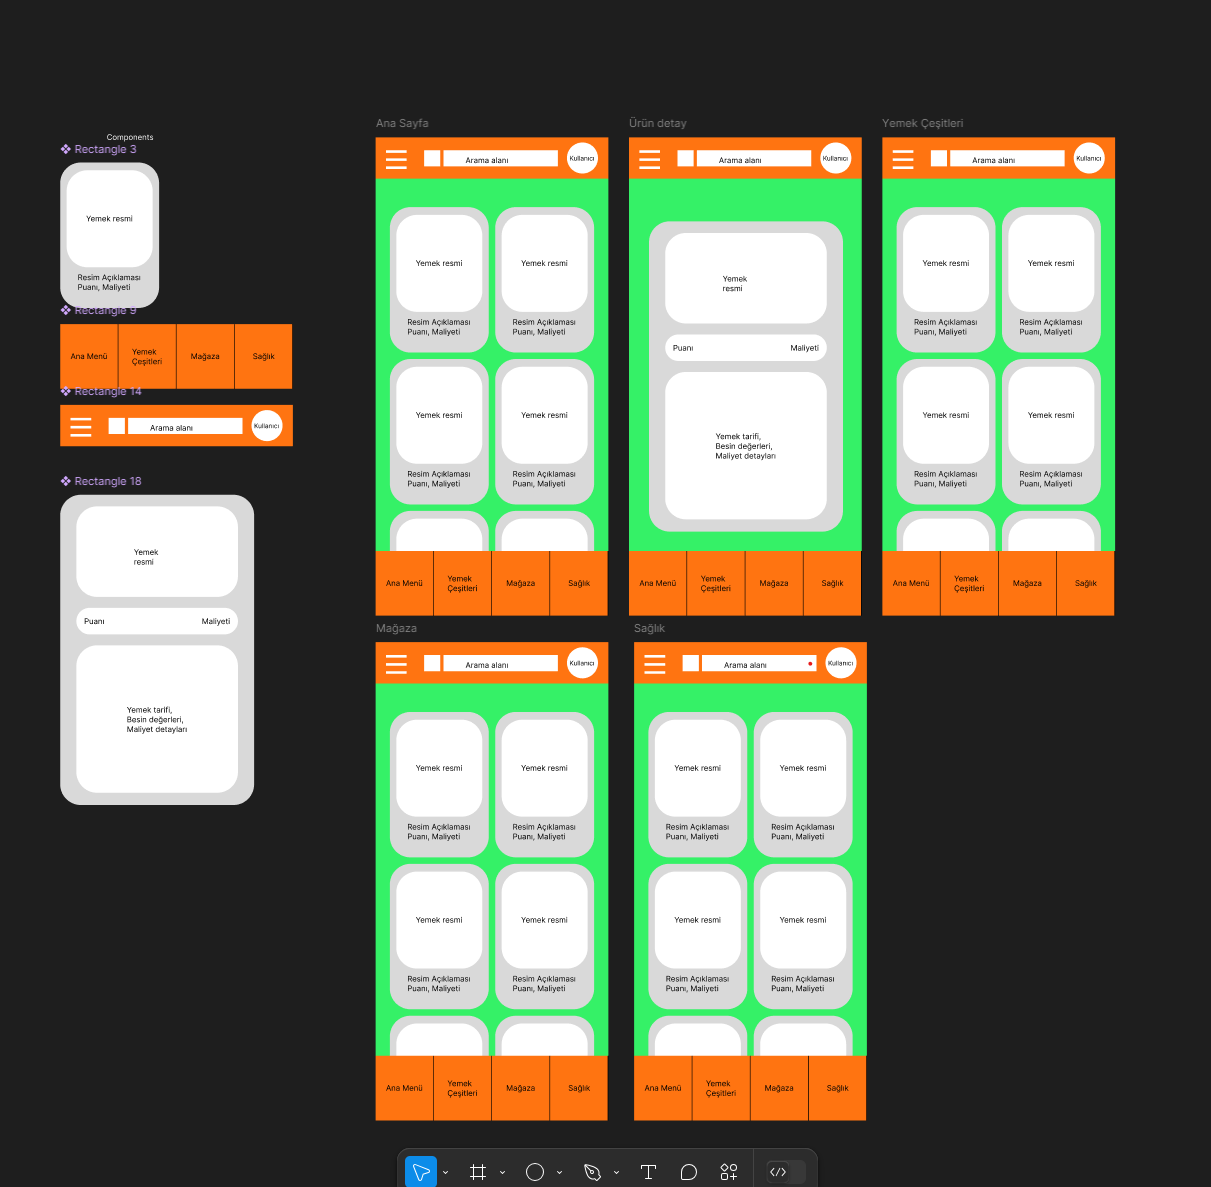 Components
Rectangle 3
Yemek resmi
Resim Açıklaması
Puanı, Maliyeti
Rectangle 9
Ana Menü
Yemek
Çeşitleri
Mağaza
Sağlık
Rectangle 14
Arama alanı
Kullanıcı
Rectangle 18
Yemek
resmi
Puanı
Maliyeti
Yemek tarifi,
Besin değerleri,
Maliyet detayları
Ana Sayfa
Arama alanı
Kullanıcı
Yemek resmi
Yemek resmi
Resim Açıklaması
Puanı, Maliyeti
Resim Açıklaması
Puanı, Maliyeti
Yemek resmi
Yemek resmi
Resim Açıklaması
Puanı, Maliyeti
Resim Açıklaması
Puanı, Maliyeti
Ana Menü
Yemek
Çeşitleri
Mağaza
Sağlık
Ürün detay
Arama alanı
Kullanıcı
Yemek
resmi
Puanı
Maliyeti
Yemek tarifi,
Besin değerleri,
Maliyet detayları
Ana Menü
Yemek
Çeşitleri
Mağaza
Sağlık
Yemek Çeşitleri
Arama alanı
Kullanıcı
Yemek resmi
Yemek resmi
Resim Açıklaması
Puanı, Maliyeti
Resim Açıklaması
Puanı, Maliyeti
Yemek resmi
Yemek resmi
Resim Açıklaması
Puanı, Maliyeti
Resim Açıklaması
Puanı, Maliyeti
Ana Menü
Yemek
Çeşitleri
Mağaza
Sağlık
Mağaza
Arama alanı
Kullanıcı
Yemek resmi
Yemek resmi
Resim Açıklaması
Puanı, Maliyeti
Resim Açıklaması
Puanı, Maliyeti
Yemek resmi
Yemek resmi
Resim Açıklaması
Puanı, Maliyeti
Resim Açıklaması
Puanı, Maliyeti
Ana Menü
Yemek
Çeşitleri
Mağaza
Sağlık
Sağlık
Arama alanı
Kullanıcı
Yemek resmi
Yemek resmi
Resim Açıklaması
Puanı, Maliyeti
Resim Açıklaması
Puanı, Maliyeti
Yemek resmi
Yemek resmi
Resim Açıklaması
Puanı, Maliyeti
Resim Açıklaması
Puanı, Maliyeti
Ana Menü
Yemek
Çeşitleri
Mağaza
Sağlık